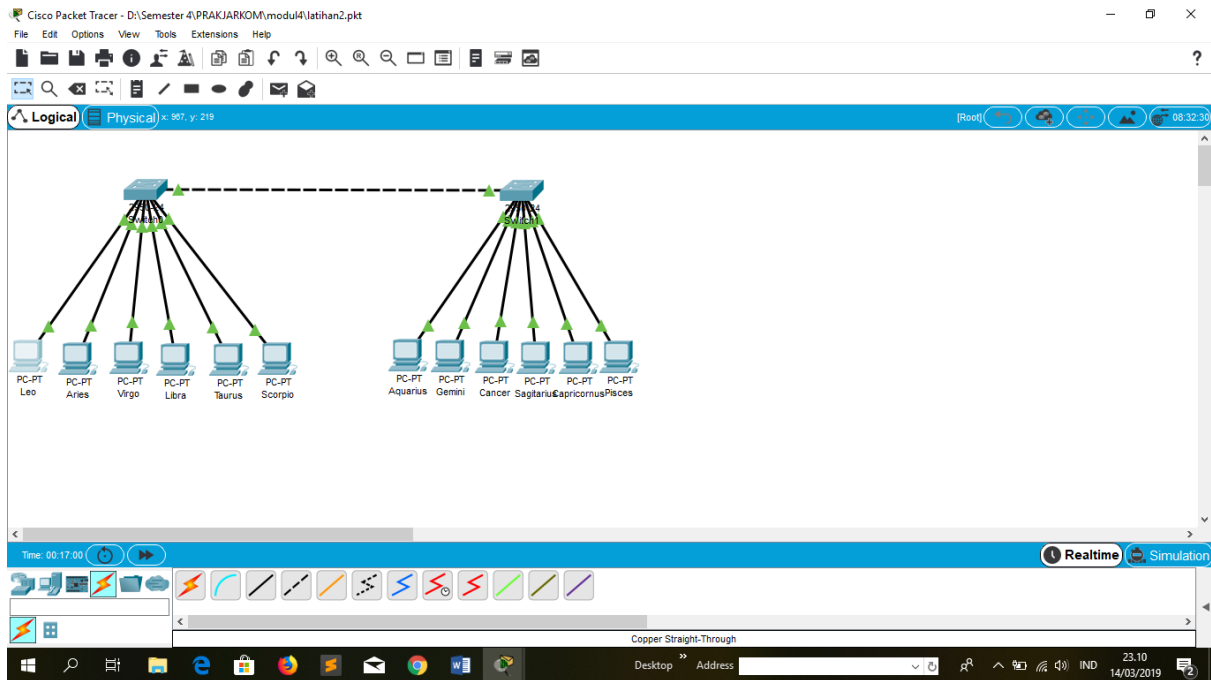 Cisco Packet Tracer - D:\Semester 4\PRAKJARKOM\modul4\latihan2.pkt
File Edit Options View Tools Extensions Help
?
Logical Physical x: 967, y: 219 [Root] 08:32:30
Switch0 Switch1
PC-PT PC-PT PC-PT PC-PT PC-PT PC-PT PC-PT PC-PT PC-PT PC-PT PC-PT PC-PT
Leo Aries Virgo Libra Taurus Scorpio Aquarius Gemini Cancer Sagitarius Capricornus Pisces
Time: 00:17:00 Realtime Simulation
Copper Straight-Through
Desktop Address IND 23.10
14/03/2019 2